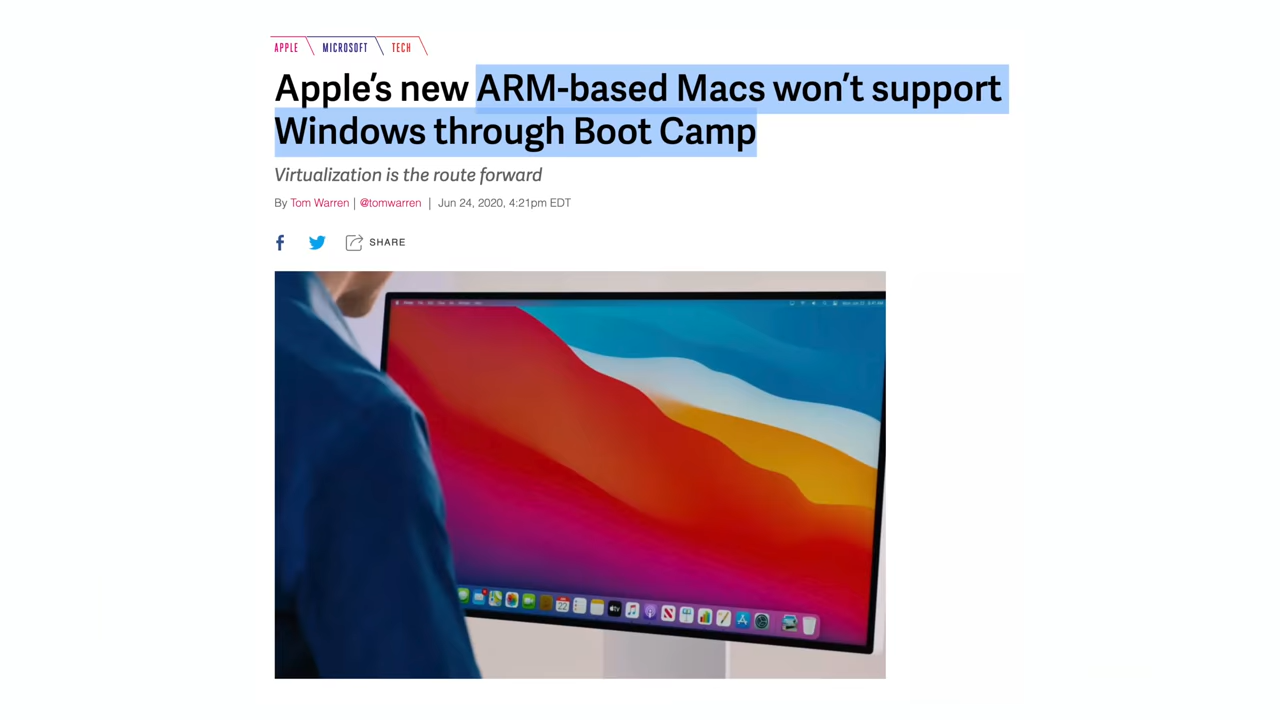 APPLE MICROSOFT TECH
Apple's new ARM-based Macs won't support
Windows through Boot Camp
Virtualization is the route forward
By Tom Warren | @tomwarren | Jun 24, 2020, 4:21pm EDT
SHARE
22